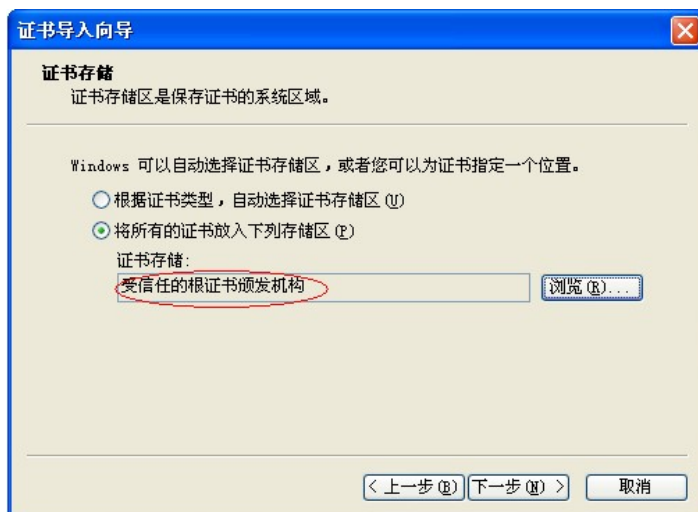 证书导入向导
证书存储
证书存储区是保存证书的系统区域。
Windows 可以自动选择证书存储区，或者您可以为证书指定一个位置。
根据证书类型，自动选择证书存储区(U)
将所有的证书放入下列存储区(P)
证书存储:
受信任的根证书颁发机构
浏览(R)...
< 上一步(B) 下一步(N) > 取消